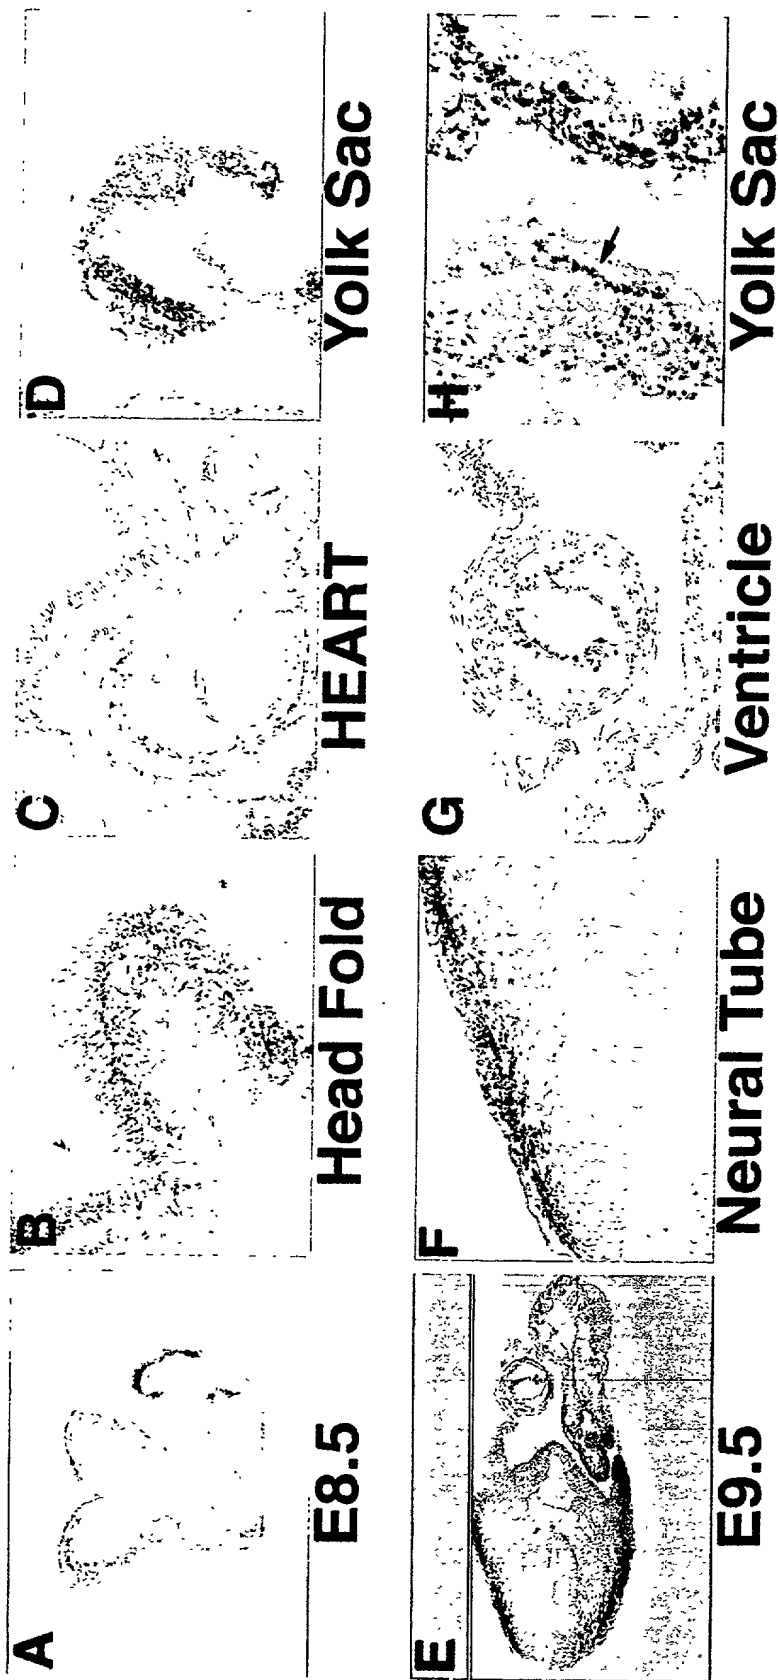 A
E8.5
B
Head Fold
C
HEART
D
Yolk Sac
E
E9.5
F
Neural Tube
G
Ventricle
H
Yolk Sac